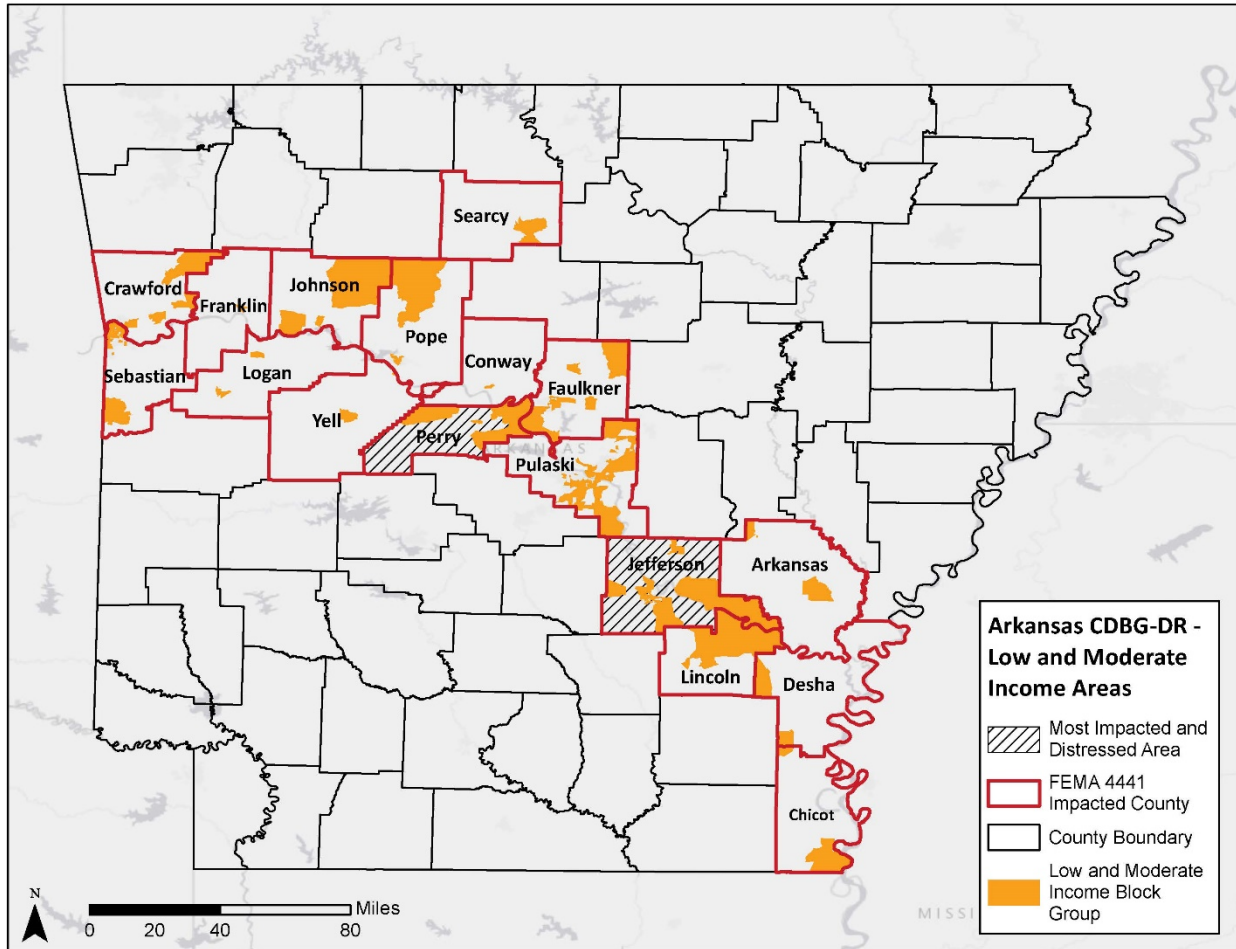 Searcy
Crawford
Franklin
Johnson
Pope
Conway
Sebastian
Logan
Faulkner
Yell
Perry
ARKANSAS
Pulaski
Jefferson
Arkansas
Lincoln
Desha
Chicot
Arkansas CDBG-DR -
Low and Moderate
Income Areas
Most Impacted and
Distressed Area
FEMA 4441
Impacted County
County Boundary
Low and Moderate
Income Block
Group
MISSI
N
Miles
0 20 40 80